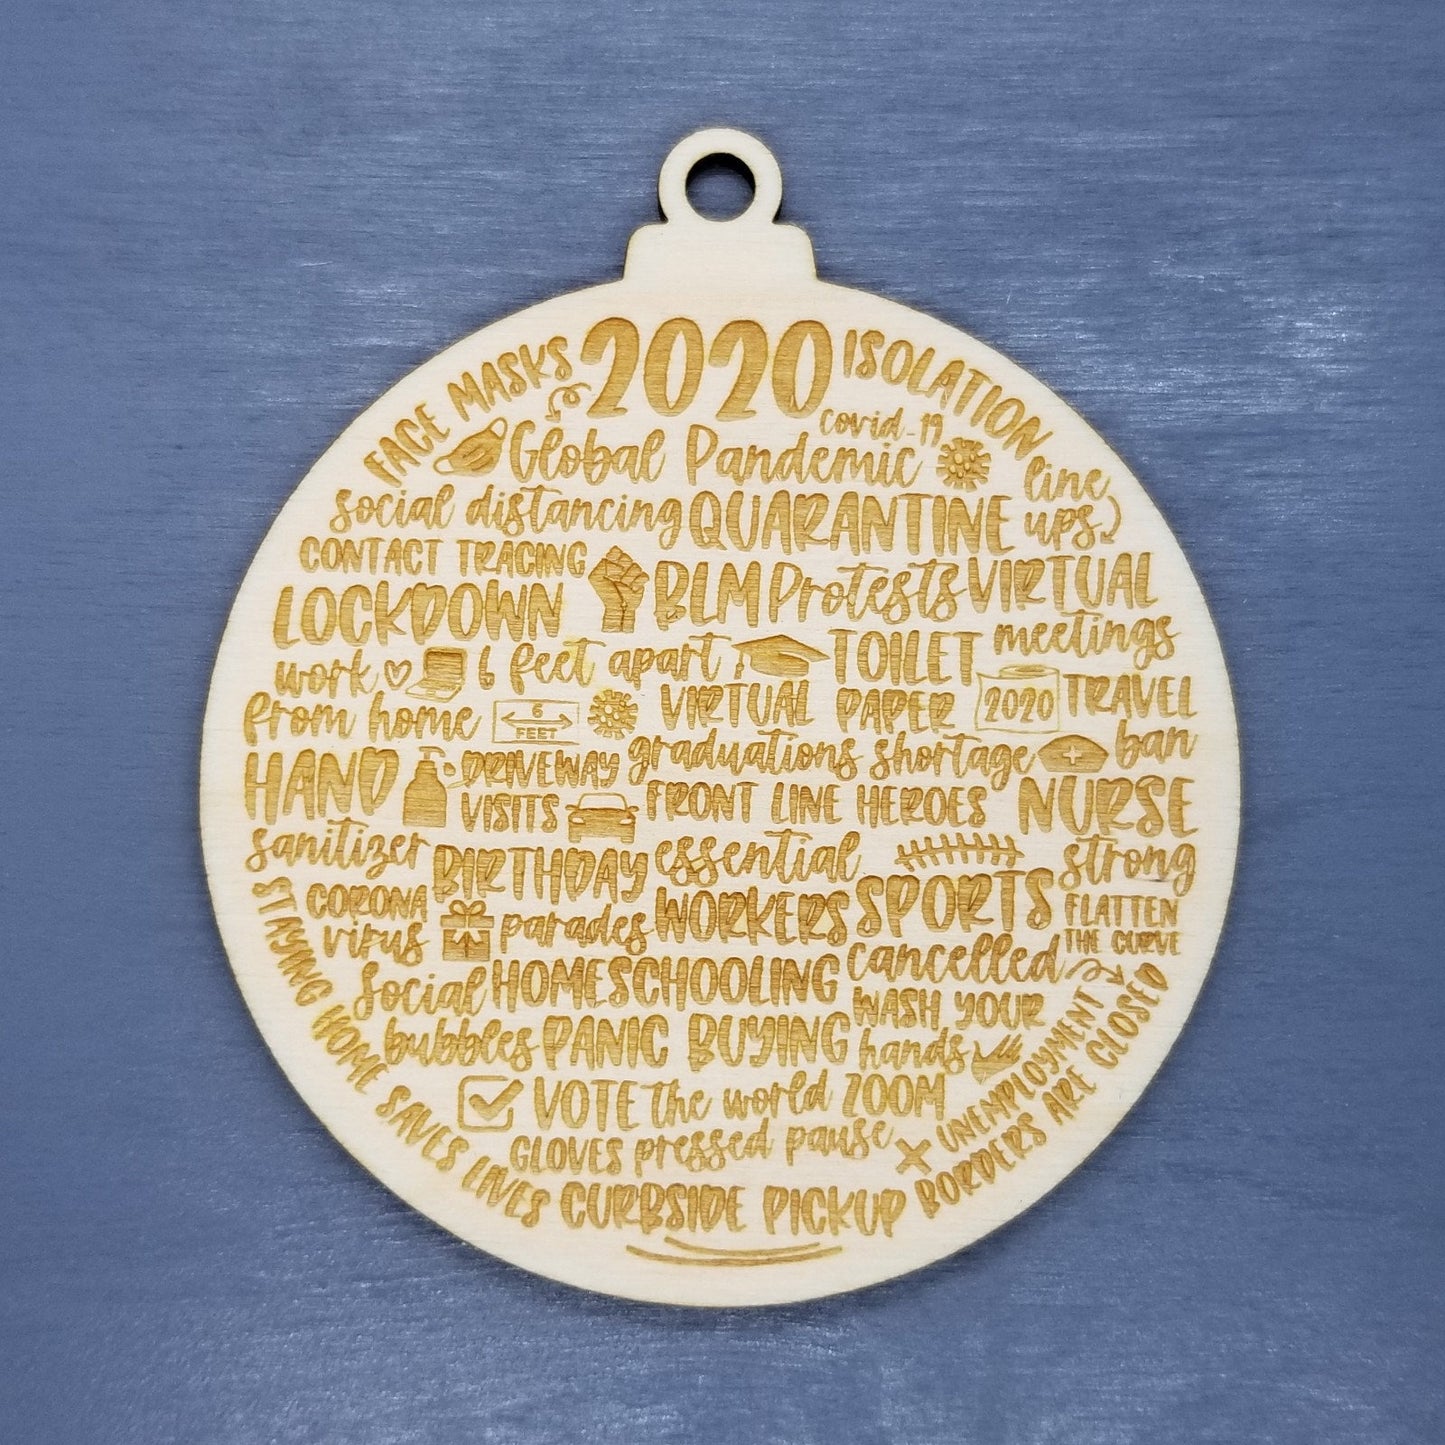 FACE MASKS
2020
ISOLATION
Covid-19
Global Pandemic
line
ups
social distancing
QUARANTINE
CONTACT TRACING
LOCKDOWN
BLM Protests
VIRTUAL
meetings
work
from home
6 feet apart
6
FEET
VIRTUAL
graduations
TOILET
PAPER
shortage
2020
TRAVEL
ban
HAND
sanitizer
DRIVEWAY
VISITS
FRONT LINE HEROES
NURSE
strong
CORONA
virus
BIRTHDAY
parades
essential
WORKERS
SPORTS
cancelled
FLATTEN
THE CURVE
social
bubbles
HOMESCHOOLING
PANIC BUYING
WASH YOUR
hands
VOTE
the world
pressed pause
ZOOM
GLOVES
UNEMPLOYMENT
STAYING HOME SAVES LIVES
CURBSIDE PICKUP
BORDERS ARE CLOSED